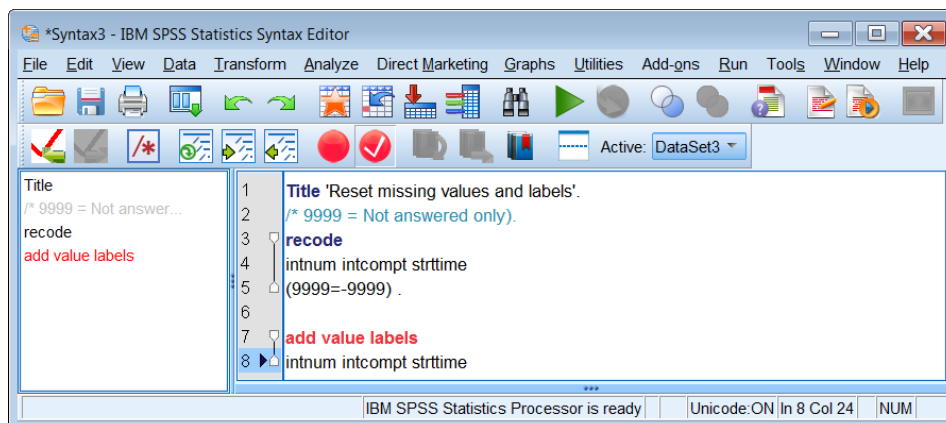 *Syntax3 - IBM SPSS Statistics Syntax Editor
File Edit View Data Transform Analyze Direct Marketing Graphs Utilities Add-ons Run Tools Window Help
Active: DataSet3
Title
/* 9999 = Not answer...
recode
add value labels
1 Title 'Reset missing values and labels'.
2 /* 9999 = Not answered only).
3 recode
4 intnum intcompt strttime
5 (9999=-9999) .
6
7 add value labels
8 intnum intcompt strttime
IBM SPSS Statistics Processor is ready Unicode:ON In 8 Col 24 NUM